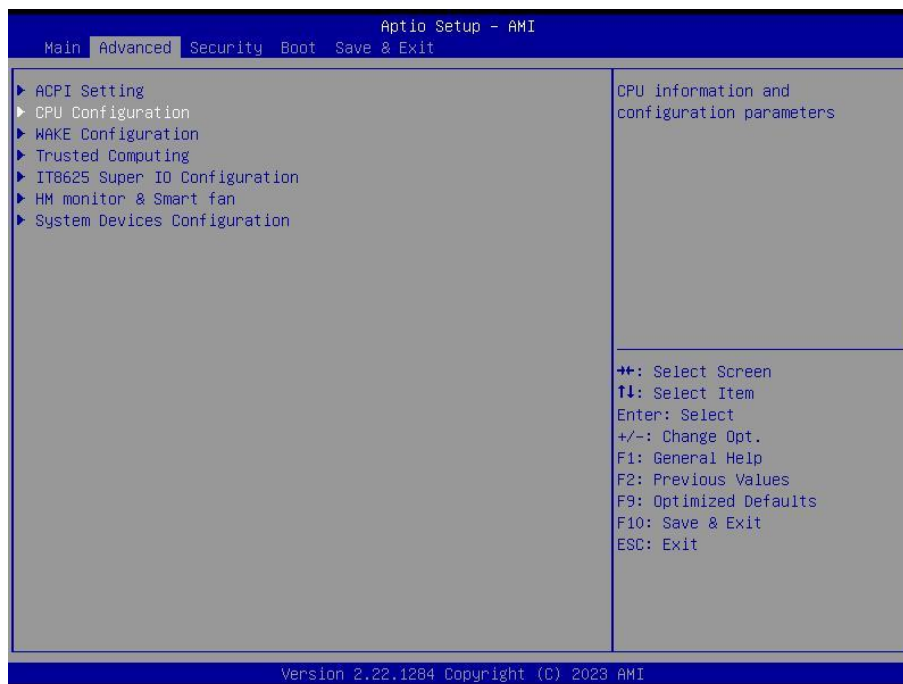 Aptio Setup – AMI
Main Advanced Security Boot Save & Exit
▶ ACPI Setting
▶ CPU Configuration
▶ WAKE Configuration
▶ Trusted Computing
▶ IT8625 Super IO Configuration
▶ HM monitor & Smart fan
▶ System Devices Configuration
CPU information and
configuration parameters
→←: Select Screen
↑↓: Select Item
Enter: Select
+/-: Change Opt.
F1: General Help
F2: Previous Values
F9: Optimized Defaults
F10: Save & Exit
ESC: Exit
Version 2.22.1284 Copyright (C) 2023 AMI